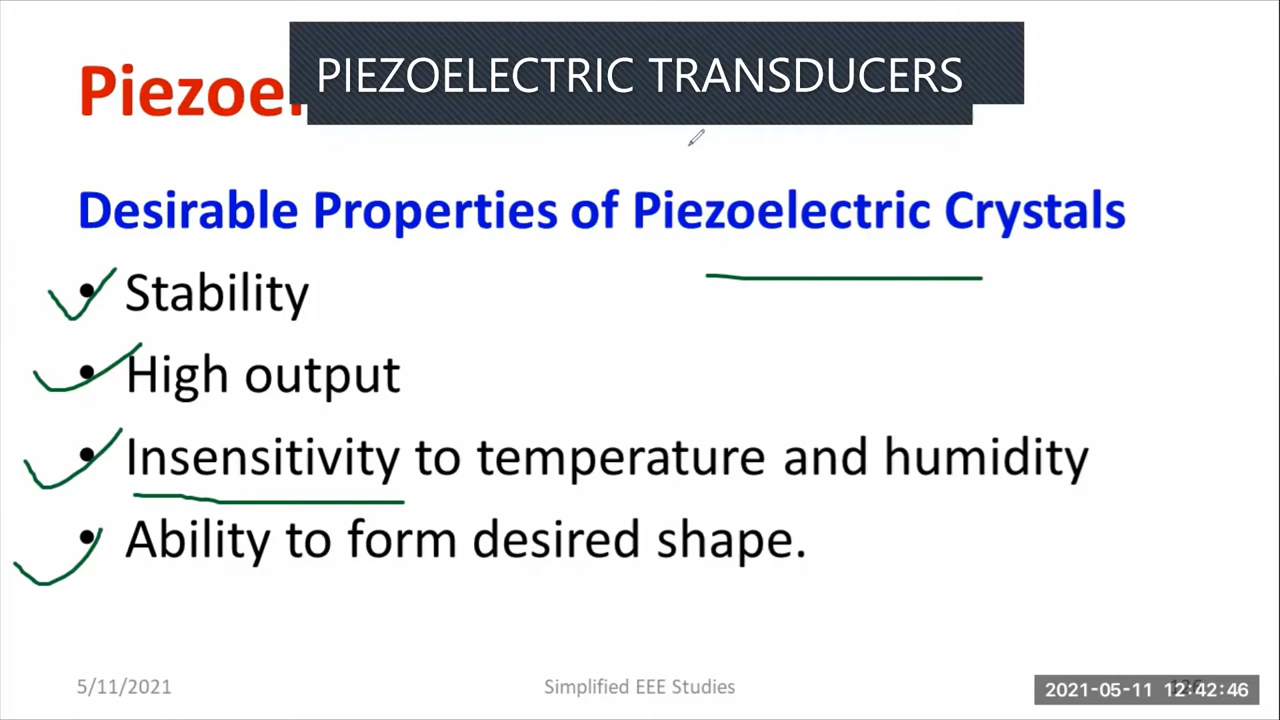 PIEZOELECTRIC TRANSDUCERS
Desirable Properties of Piezoelectric Crystals
• Stability
• High output
• Insensitivity to temperature and humidity
• Ability to form desired shape.
5/11/2021
Simplified EEE Studies
2021-05-11 12:42:46